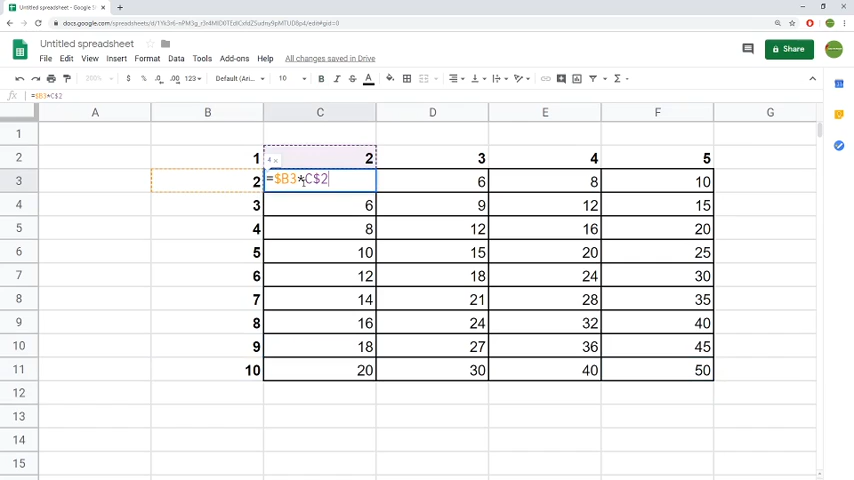 Untitled spreadsheet - Google S
docs.google.com
Untitled spreadsheet
File Edit View Insert Format Data Tools Add-ons Help All changes saved in Drive
Share
200% $ % .0 .00 123 Default (Ari... 10 B I S A
fx =$B3*C$2
A B C D E F G
1
2 1 2 3 4 5
4 ×
3 2 =$B3*C$2 6 8 10
4 3 6 9 12 15
5 4 8 12 16 20
6 5 10 15 20 25
7 6 12 18 24 30
8 7 14 21 28 35
9 8 16 24 32 40
10 9 18 27 36 45
11 10 20 30 40 50
12
13
14
15